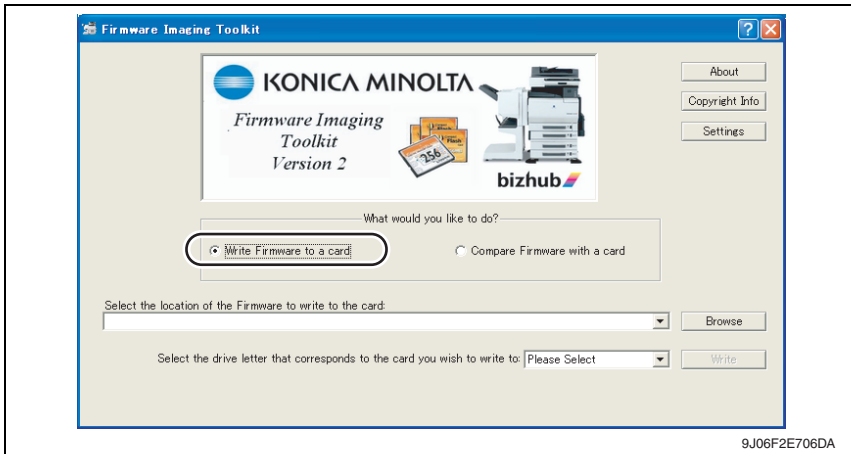 Firmware Imaging Toolkit
KONICA MINOLTA
Firmware Imaging
Toolkit
Version 2
256
bizhub
About
Copyright Info
Settings
What would you like to do?
Write Firmware to a card
Compare Firmware with a card
Select the location of the Firmware to write to the card:
Browse
Select the drive letter that corresponds to the card you wish to write to:
Please Select
Write
9J06F2E706DA